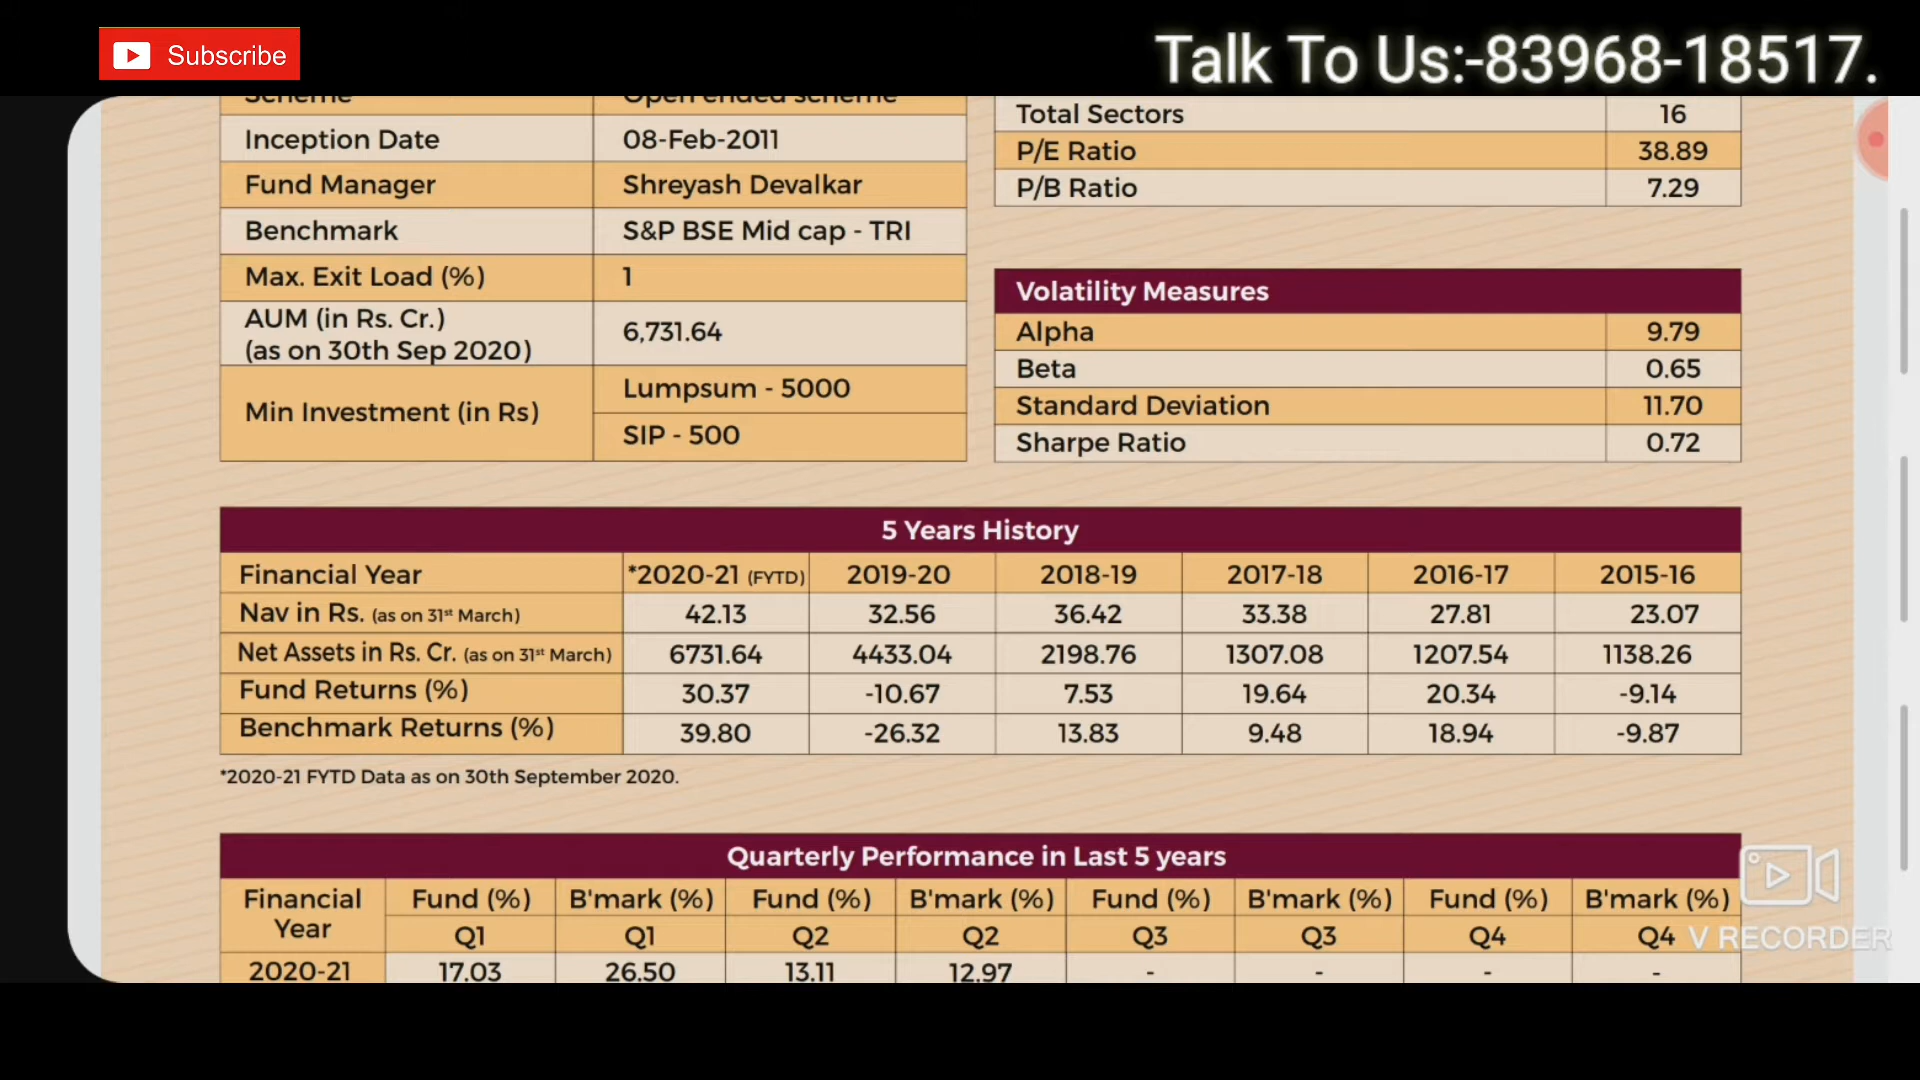 Subscribe
Talk To Us:-83968-18517.
Scheme Open ended scheme
Inception Date 08-Feb-2011
Fund Manager Shreyash Devalkar
Benchmark S&P BSE Mid cap - TRI
Max. Exit Load (%) 1
AUM (in Rs. Cr.)
(as on 30th Sep 2020) 6,731.64
Min Investment (in Rs) Lumpsum - 5000
SIP - 500
Total Sectors 16
P/E Ratio 38.89
P/B Ratio 7.29
Volatility Measures
Alpha 9.79
Beta 0.65
Standard Deviation 11.70
Sharpe Ratio 0.72
5 Years History
Financial Year *2020-21 (FYTD) 2019-20 2018-19 2017-18 2016-17 2015-16
Nav in Rs. (as on 31st March) 42.13 32.56 36.42 33.38 27.81 23.07
Net Assets in Rs. Cr. (as on 31st March) 6731.64 4433.04 2198.76 1307.08 1207.54 1138.26
Fund Returns (%) 30.37 -10.67 7.53 19.64 20.34 -9.14
Benchmark Returns (%) 39.80 -26.32 13.83 9.48 18.94 -9.87
*2020-21 FYTD Data as on 30th September 2020.
Quarterly Performance in Last 5 years
Financial Year Fund (%) B'mark (%) Fund (%) B'mark (%) Fund (%) B'mark (%) Fund (%) B'mark (%)
Q1 Q1 Q2 Q2 Q3 Q3 Q4 Q4
2020-21 17.03 26.50 13.11 12.97 - - - -
V RECORDER